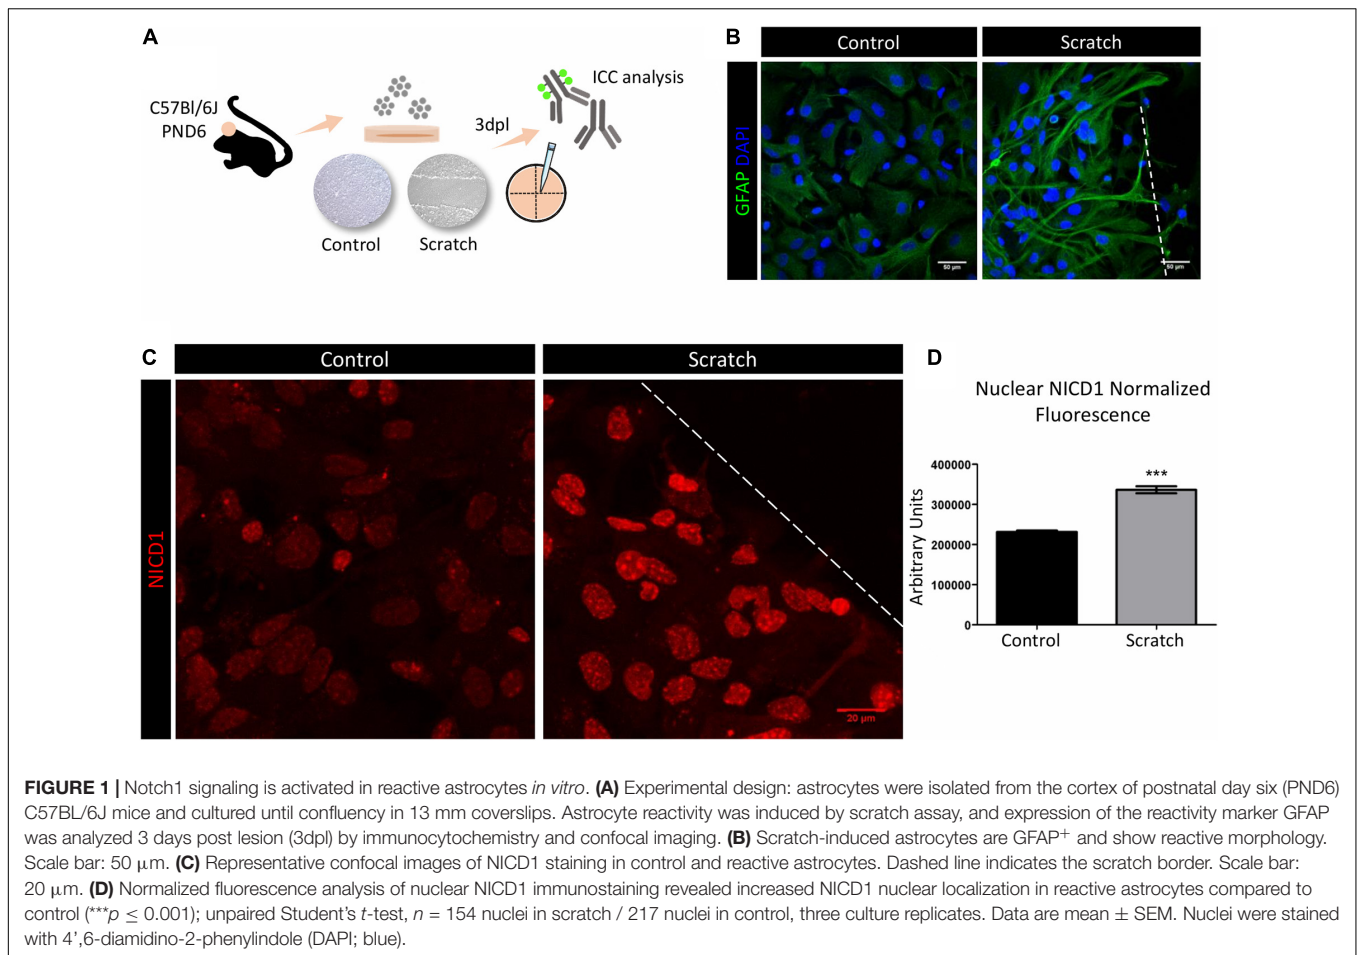 A
C57Bl/6J
PND6
3dpl
ICC analysis
Control
Scratch
B
Control
Scratch
GFAP DAPI
50 μm
50 μm
C
Control
Scratch
NICD1
20 μm
D
Nuclear NICD1 Normalized
Fluorescence
Arbitrary Units
400000
300000
200000
100000
0
***
Control
Scratch
FIGURE 1 | Notch1 signaling is activated in reactive astrocytes in vitro. (A) Experimental design: astrocytes were isolated from the cortex of postnatal day six (PND6)
C57BL/6J mice and cultured until confluency in 13 mm coverslips. Astrocyte reactivity was induced by scratch assay, and expression of the reactivity marker GFAP
was analyzed 3 days post lesion (3dpl) by immunocytochemistry and confocal imaging. (B) Scratch-induced astrocytes are GFAP+ and show reactive morphology.
Scale bar: 50 μm. (C) Representative confocal images of NICD1 staining in control and reactive astrocytes. Dashed line indicates the scratch border. Scale bar:
20 μm. (D) Normalized fluorescence analysis of nuclear NICD1 immunostaining revealed increased NICD1 nuclear localization in reactive astrocytes compared to
control (***p ≤ 0.001); unpaired Student's t-test, n = 154 nuclei in scratch / 217 nuclei in control, three culture replicates. Data are mean ± SEM. Nuclei were stained
with 4',6-diamidino-2-phenylindole (DAPI; blue).